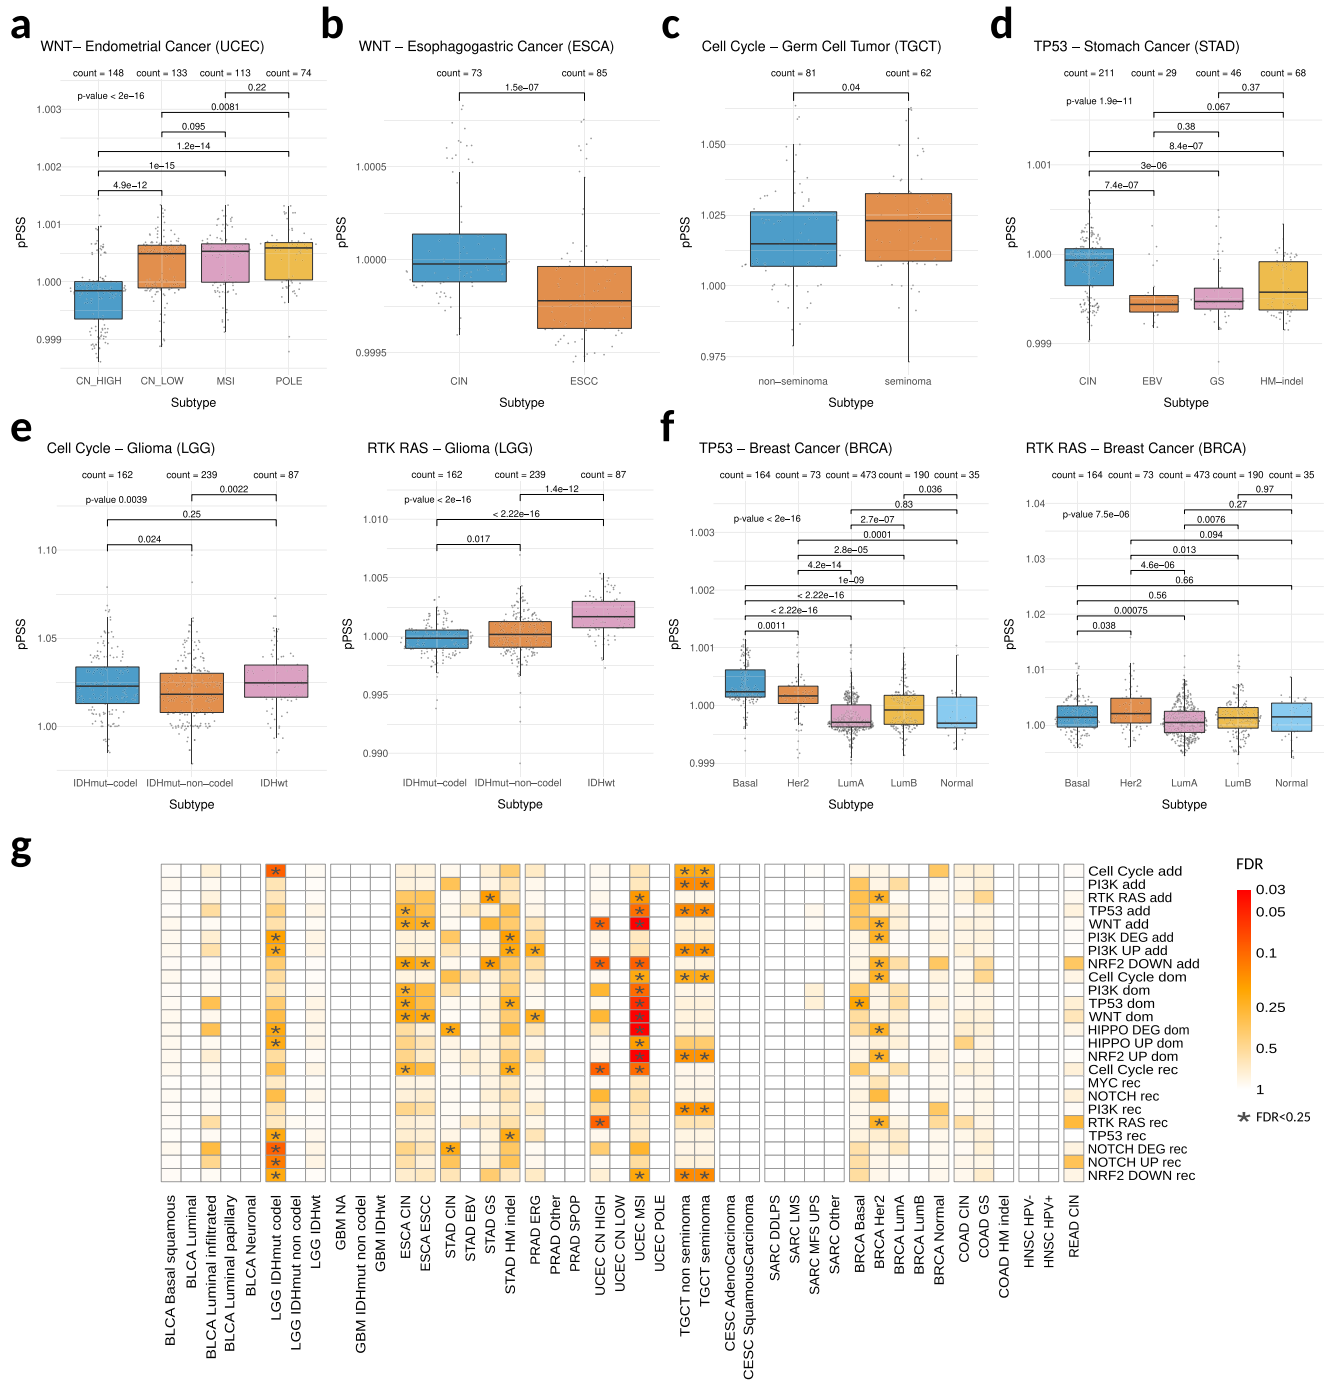 a
WNT– Endometrial Cancer (UCEC)
count = 148 count = 133 count = 113 count = 74
p-value < 2e−16
0.22
0.0081
0.095
1.2e−14
1e−15
4.9e−12
1.003
1.002
1.001
1.000
0.999
pPSS
CN_HIGH CN_LOW MSI POLE
Subtype
b
WNT – Esophagogastric Cancer (ESCA)
count = 73 count = 85
1.5e−07
1.0005
1.0000
0.9995
pPSS
CIN ESCC
Subtype
c
Cell Cycle – Germ Cell Tumor (TGCT)
count = 81 count = 62
0.04
1.050
1.025
1.000
0.975
pPSS
non−seminoma seminoma
Subtype
d
TP53 – Stomach Cancer (STAD)
count = 211 count = 29 count = 46 count = 68
p-value 1.9e−11
0.37
0.067
0.38
8.4e−07
3e−06
7.4e−07
1.001
1.000
0.999
pPSS
CIN EBV GS HM−indel
Subtype
e
Cell Cycle – Glioma (LGG)
count = 162 count = 239 count = 87
p-value 0.0039
0.0022
0.25
0.024
1.10
1.05
1.00
pPSS
IDHmut−codel IDHmut−non−codel IDHwt
Subtype
RTK RAS – Glioma (LGG)
count = 162 count = 239 count = 87
p-value < 2e−16
1.4e−12
< 2.22e−16
0.017
1.010
1.005
1.000
0.995
0.990
pPSS
IDHmut−codel IDHmut−non−codel IDHwt
Subtype
f
TP53 – Breast Cancer (BRCA)
count = 164 count = 73 count = 473 count = 190 count = 35
p-value < 2e−16
0.036
0.83
2.7e−07
0.0001
2.8e−05
4.2e−14
1e−09
< 2.22e−16
< 2.22e−16
0.0011
1.003
1.002
1.001
1.000
0.999
pPSS
Basal Her2 LumA LumB Normal
Subtype
RTK RAS – Breast Cancer (BRCA)
count = 164 count = 73 count = 473 count = 190 count = 35
p-value 7.5e−06
0.97
0.27
0.0076
0.094
0.013
4.6e−06
0.66
0.56
0.00075
0.038
1.04
1.03
1.02
1.01
1.00
pPSS
Basal Her2 LumA LumB Normal
Subtype
g
Cell Cycle add
PI3K add
RTK RAS add
TP53 add
WNT add
PI3K DEG add
PI3K UP add
NRF2 DOWN add
Cell Cycle dom
PI3K dom
TP53 dom
WNT dom
HIPPO DEG dom
HIPPO UP dom
NRF2 UP dom
Cell Cycle rec
MYC rec
NOTCH rec
PI3K rec
RTK RAS rec
TP53 rec
NOTCH DEG rec
NOTCH UP rec
NRF2 DOWN rec
FDR
0.03
0.05
0.1
0.25
0.5
1
* FDR<0.25
BLCA Basal squamous
BLCA Luminal
BLCA Luminal infiltrated
BLCA Luminal papillary
BLCA Neuronal
LGG IDHmut codel
LGG IDHmut non codel
LGG IDHwt
GBM NA
GBM IDHmut non codel
GBM IDHwt
ESCA CIN
ESCA ESCC
STAD CIN
STAD EBV
STAD GS
STAD HM indel
PRAD ERG
PRAD Other
PRAD SPOP
UCEC CN HIGH
UCEC CN LOW
UCEC MSI
UCEC POLE
TGCT non seminoma
TGCT seminoma
CESC AdenoCarcinoma
CESC SquamousCarcinoma
SARC DDLPS
SARC LMS
SARC MFS UPS
SARC Other
BRCA Basal
BRCA Her2
BRCA LumA
BRCA LumB
BRCA Normal
COAD CIN
COAD GS
COAD HM indel
HNSC HPV-
HNSC HPV+
READ CIN